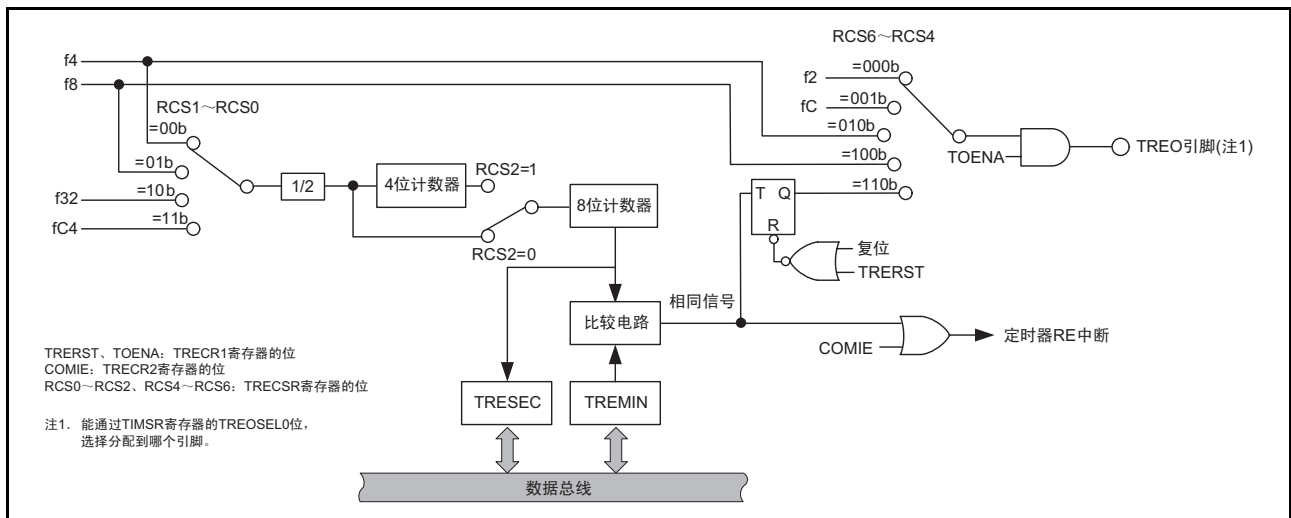 RCS6～RCS4
f4
f2
=000b
f8
fC
=001b
RCS1～RCS0
=010b
=00b
TOENA
TREO引脚(注1)
=01b
=100b
RCS2=1
1/2
4位计数器
=110b
f32
=10b
8位计数器
T Q
fC4
=11b
R
RCS2=0
复位
TRERST
相同信号
比较电路
定时器RE中断
COMIE
TRERST、TOENA：TRECR1寄存器的位
COMIE：TRECR2寄存器的位
RCS0～RCS2、RCS4～RCS6：TRECSR寄存器的位
TRESEC
TREMIN
注1. 能通过TIMSR寄存器的TREOSEL0位，
选择分配到哪个引脚。
数据总线